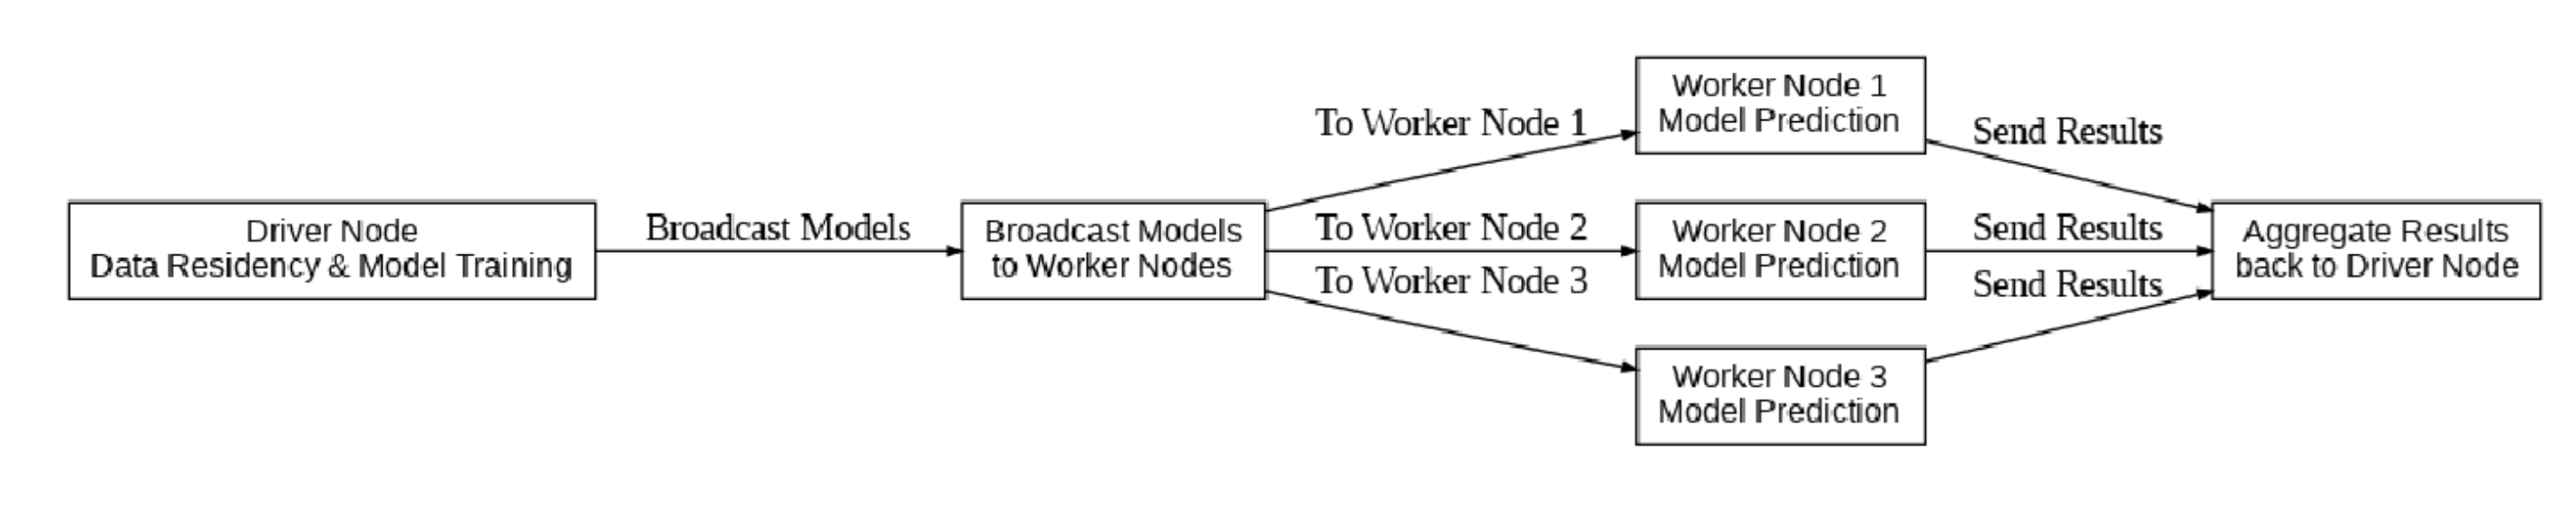 Driver Node
Data Residency & Model Training
Broadcast Models
Broadcast Models
to Worker Nodes
To Worker Node 1
To Worker Node 2
To Worker Node 3
Worker Node 1
Model Prediction
Worker Node 2
Model Prediction
Worker Node 3
Model Prediction
Send Results
Send Results
Send Results
Aggregate Results
back to Driver Node